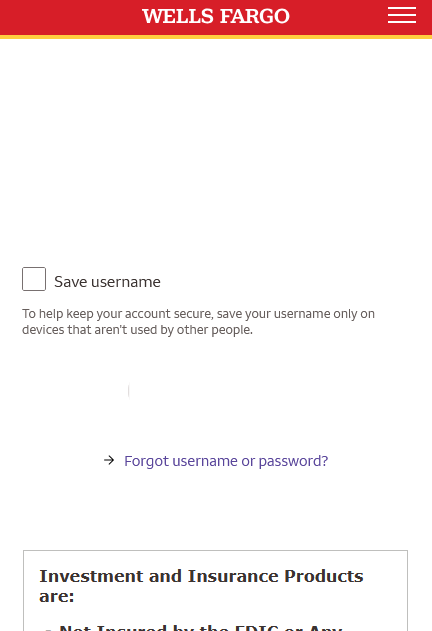 WELLS FARGO
Save username
To help keep your account secure, save your username only on
devices that aren't used by other people.
Forgot username or password?
Investment and Insurance Products
are:
Not Insured by the FDIC or Any